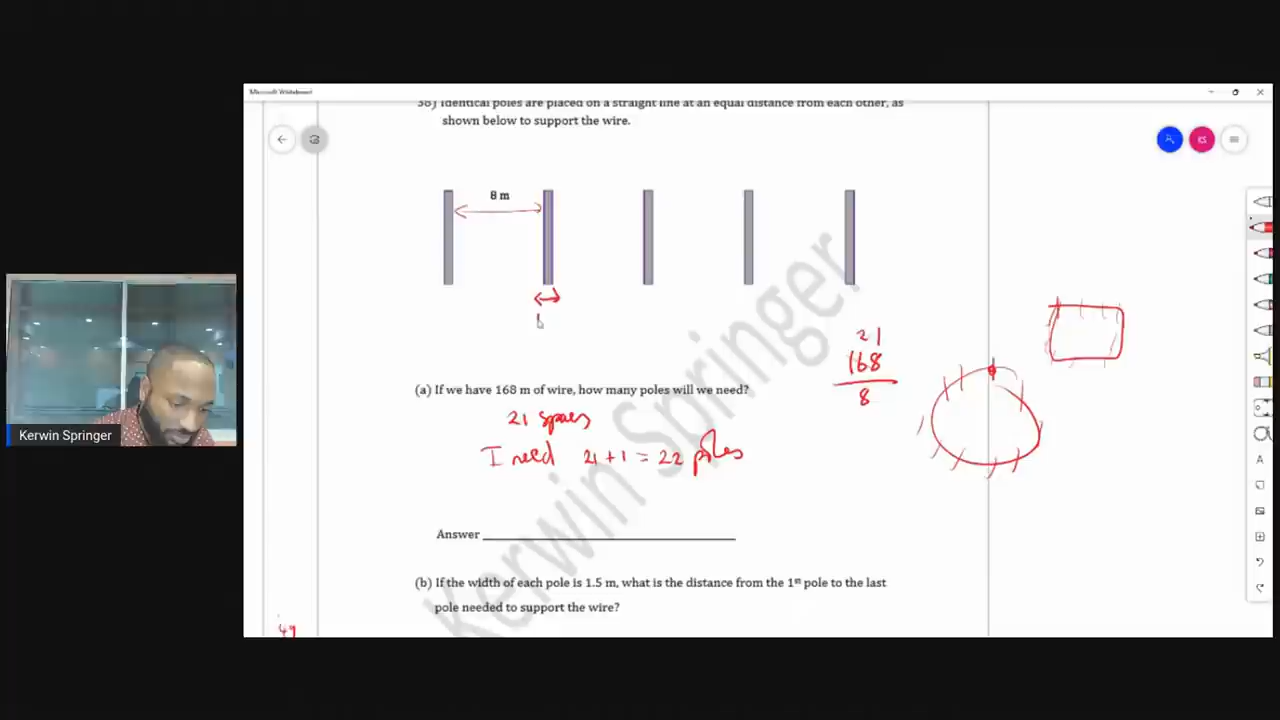 Microsoft Whiteboard
38) Identical poles are placed on a straight line at an equal distance from each other, as
shown below to support the wire.
8 m
21
168
8
(a) If we have 168 m of wire, how many poles will we need?
21 spaces
I need 21 + 1 = 22 poles
Answer
(b) If the width of each pole is 1.5 m, what is the distance from the 1st pole to the last
pole needed to support the wire?
49
Kerwin Springer
Kerwin Springer
KS
A